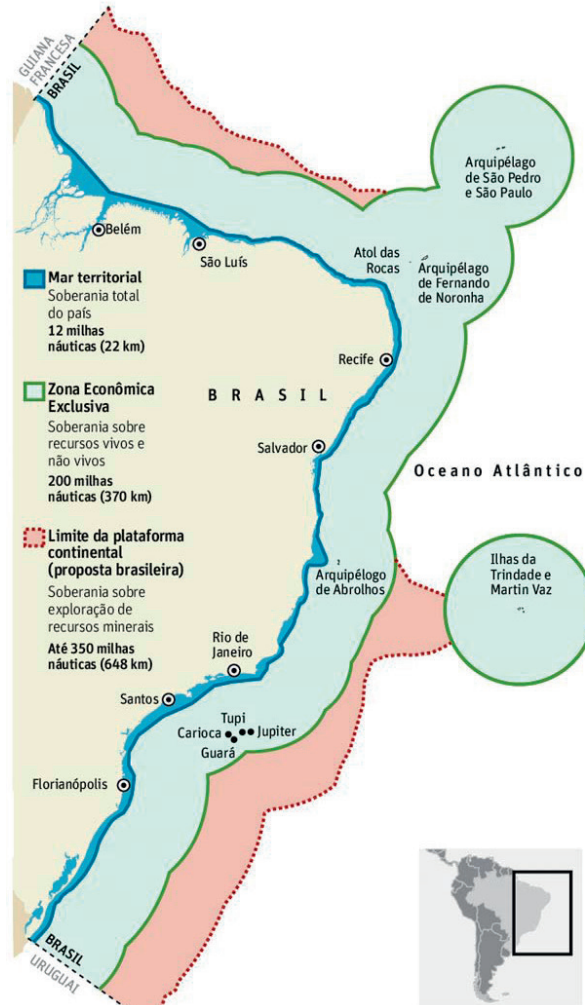 GUIANA
FRANCESA
BRASIL
Arquipélago
de São Pedro
e São Paulo
Belém
São Luís
Atol das
Rocas
Arquipélago
de Fernando
de Noronha
Mar territorial
Soberania total
do país
12 milhas
náuticas (22 km)
Recife
BRASIL
Zona Econômica
Exclusiva
Soberania sobre
recursos vivos e
não vivos
200 milhas
náuticas (370 km)
Salvador
Oceano Atlântico
Limite da plataforma
continental
(proposta brasileira)
Soberania sobre
exploração de
recursos minerais
Até 350 milhas
náuticas (648 km)
Arquipélogo
de Abrolhos
Ilhas da
Trindade e
Martin Vaz
Rio de
Janeiro
Santos
Tupi
Carioca
Jupiter
Guará
Florianópolis
BRASIL
URUGUAI